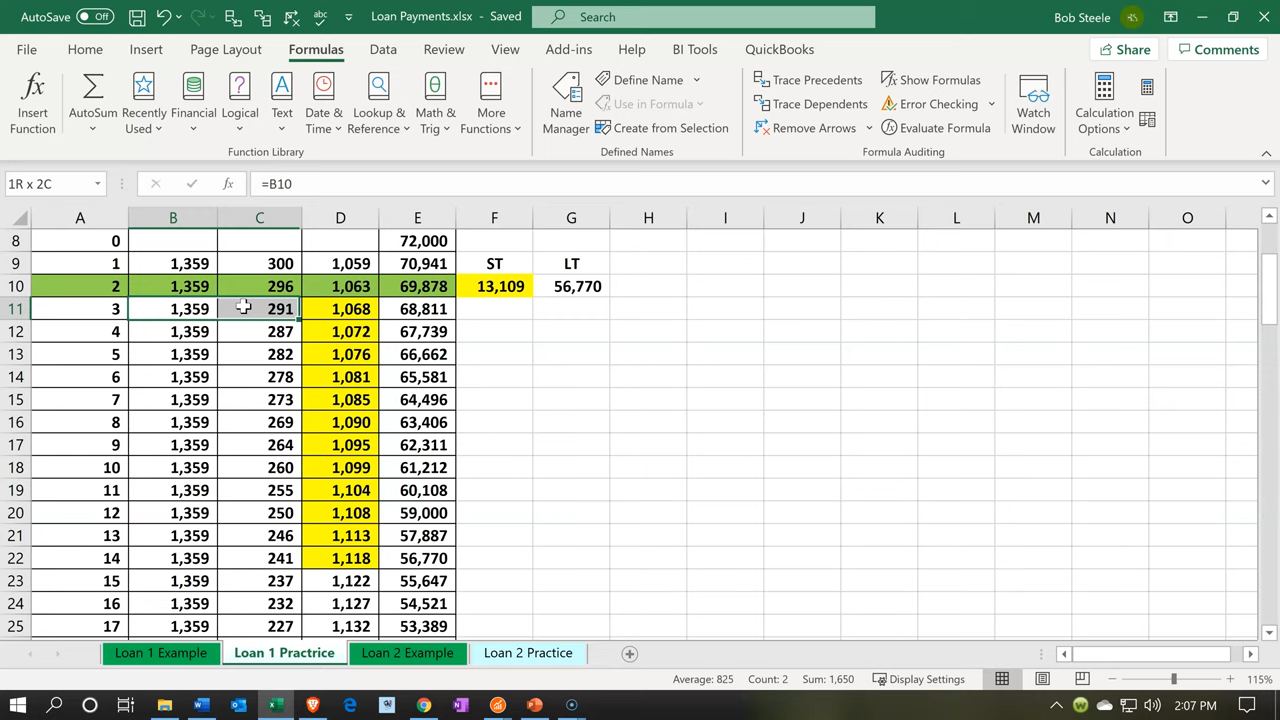 AutoSave Off Loan Payments.xlsx - Saved Search Bob Steele
File Home Insert Page Layout Formulas Data Review View Add-ins Help BI Tools QuickBooks Share Comments
Insert Function AutoSum Recently Used Financial Logical Text Date & Time Lookup & Reference Math & Trig More Functions Name Manager Define Name Use in Formula Create from Selection Trace Precedents Trace Dependents Remove Arrows Show Formulas Error Checking Evaluate Formula Watch Window Calculation Options
Function Library Defined Names Formula Auditing Calculation
1R x 2C fx =B10
A B C D E F G H I J K L M N O
8 0 72,000
9 1 1,359 300 1,059 70,941 ST LT
10 2 1,359 296 1,063 69,878 13,109 56,770
11 3 1,359 291 1,068 68,811
12 4 1,359 287 1,072 67,739
13 5 1,359 282 1,076 66,662
14 6 1,359 278 1,081 65,581
15 7 1,359 273 1,085 64,496
16 8 1,359 269 1,090 63,406
17 9 1,359 264 1,095 62,311
18 10 1,359 260 1,099 61,212
19 11 1,359 255 1,104 60,108
20 12 1,359 250 1,108 59,000
21 13 1,359 246 1,113 57,887
22 14 1,359 241 1,118 56,770
23 15 1,359 237 1,122 55,647
24 16 1,359 232 1,127 54,521
25 17 1,359 227 1,132 53,389
Loan 1 Example Loan 1 Practrice Loan 2 Example Loan 2 Practice
Average: 825 Count: 2 Sum: 1,650 Display Settings 115%
2:07 PM